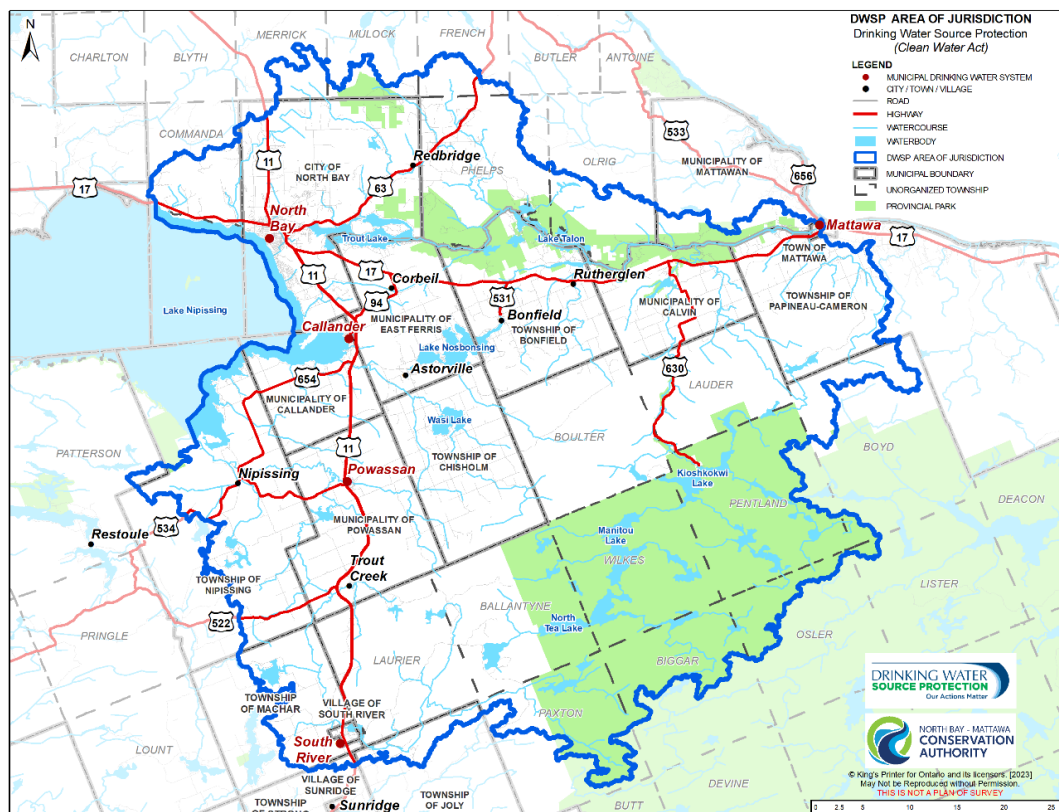 N
DWSP AREA OF JURISDICTION
Drinking Water Source Protection
(Clean Water Act)
LEGEND
MUNICIPAL DRINKING WATER SYSTEM
CITY / TOWN / VILLAGE
ROAD
HIGHWAY
WATERCOURSE
WATERBODY
DWSP AREA OF JURISDICTION
MUNICIPAL BOUNDARY
UNORGANIZED TOWNSHIP
PROVINCIAL PARK
CHARLTON
BLYTH
MERRICK
MULOCK
FRENCH
BUTLER
ANTOINE
COMMANDA
11
CITY OF
NORTH BAY
Redbridge
PHELPS
OLRIG
533
MUNICIPALITY OF
MATTAWAN
656
17
63
North
Bay
Trout Lake
Lake Talon
Mattawa
17
TOWN OF
MATTAWA
11
17
Corbeil
94
Rutherglen
531
Bonfield
TOWNSHIP OF
BONFIELD
MUNICIPALITY OF
CALVIN
TOWNSHIP OF
PAPINEAU-CAMERON
Lake Nipissing
Callander
MUNICIPALITY OF
EAST FERRIS
Lake Nosbonsing
Astorville
654
MUNICIPALITY OF
CALLANDER
630
LAUDER
Wasi Lake
BOULTER
TOWNSHIP OF
CHISHOLM
PATTERSON
11
BOYD
Nipissing
Powassan
Kioshkokwi
Lake
PENTLAND
DEACON
534
Restoule
MUNICIPALITY OF
POWASSAN
Manitou
Lake
WILKES
Trout
Creek
TOWNSHIP OF
NIPISSING
LISTER
522
BALLANTYNE
North
Tea Lake
PRINGLE
OSLER
LAURIER
BIGGAR
TOWNSHIP
OF MACHAR
VILLAGE OF
SOUTH RIVER
PAXTON
LOUNT
South
River
VILLAGE OF
SUNRIDGE
Sunridge
TOWNSHIP
OF JOLY
BUTT
DEVINE
DRINKING WATER
SOURCE PROTECTION
Our Actions Matter
NORTH BAY - MATTAWA
CONSERVATION
AUTHORITY
© King's Printer for Ontario and its licensors. [2023]
May Not be Reproduced without Permission.
THIS IS NOT A PLAN OF SURVEY
0 2.5 5 10 15 20 25